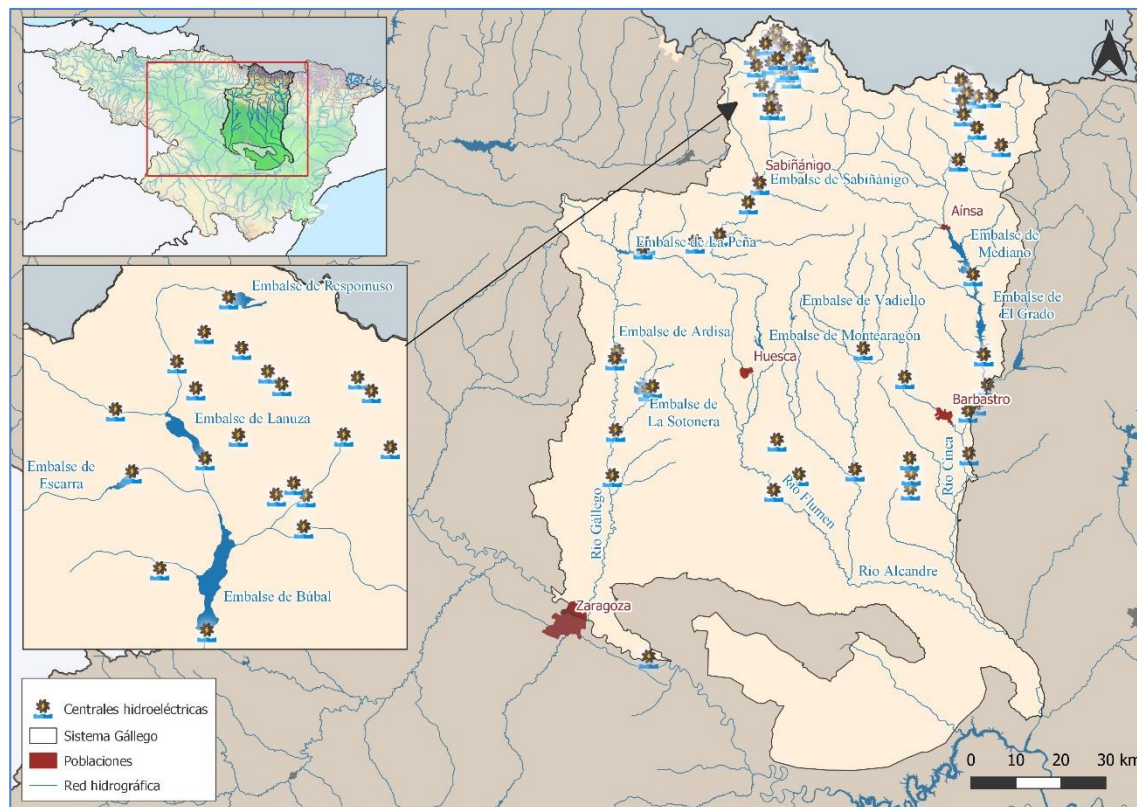 N
Sabiñánigo
Embalse de Sabiñánigo
Aínsa
Embalse de La Peña
Embalse de
Mediano
Embalse de Respomuso
Embalse de Vadiello
Embalse de
El Grado
Embalse de Ardisa
Embalse de Montearagón
Huesca
Embalse de
La Sotonera
Barbastro
Embalse de Lanuza
Embalse de
Escarra
Río Cinca
Río Gállego
Río Flumen
Río Alcandre
Embalse de Búbal
Zaragoza
Centrales hidroeléctricas
Sistema Gállego
Poblaciones
Red hidrográfica
0 10 20 30 km